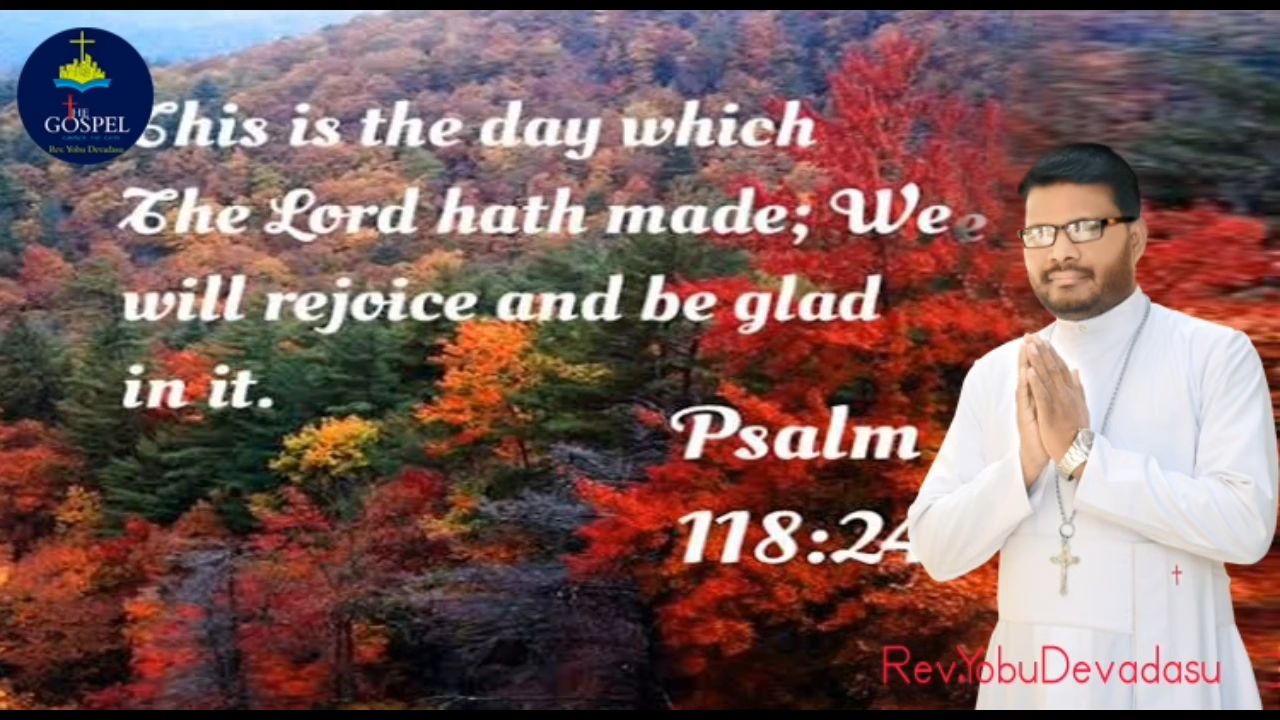 THE
GOSPEL
Rev. Yobu Devadasu
This is the day which
The Lord hath made; We
will rejoice and be glad
in it.
Psalm
118:24
Rev.YobuDevadasu